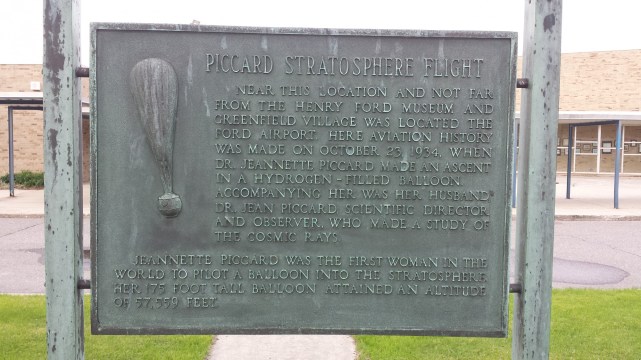 PICCARD STRATOSPHERE FLIGHT
NEAR THIS LOCATION AND NOT FAR
FROM THE HENRY FORD MUSEUM AND
GREENFIELD VILLAGE WAS LOCATED THE
FORD AIRPORT. HERE AVIATION HISTORY
WAS MADE ON OCTOBER 23, 1934, WHEN
DR. JEANNETTE PICCARD MADE AN ASCENT
IN A HYDROGEN-FILLED BALLOON.
ACCOMPANYING HER WAS HER HUSBAND
DR. JEAN PICCARD, SCIENTIFIC DIRECTOR
AND OBSERVER, WHO MADE A STUDY OF
THE COSMIC RAYS.
JEANNETTE PICCARD WAS THE FIRST WOMAN IN THE
WORLD TO PILOT A BALLOON INTO THE STRATOSPHERE.
HER 175 FOOT TALL BALLOON ATTAINED AN ALTITUDE
OF 57,559 FEET.